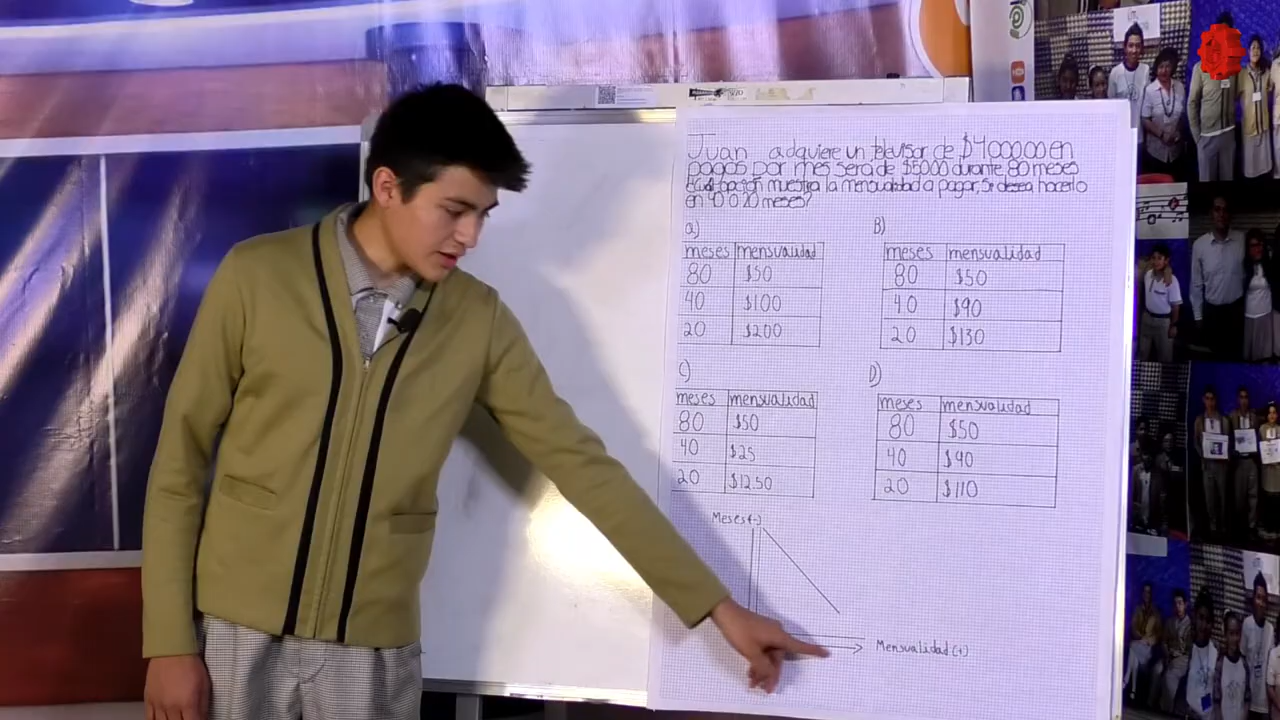 Juan adquiere un televisor de $4000.00 en
pagos por mes será de $50.00 durante 80 meses
¿Cuál opción muestra la mensualidad a pagar, Si desea hacerlo
en 40 o 20 meses?
a)
meses mensualidad
80 $50
40 $100
20 $200
B)
meses mensualidad
80 $50
40 $90
20 $130
C)
meses mensualidad
80 $50
40 $25
20 $12.50
D)
meses mensualidad
80 $50
40 $90
20 $110
Meses(-)
Mensualidad (+)